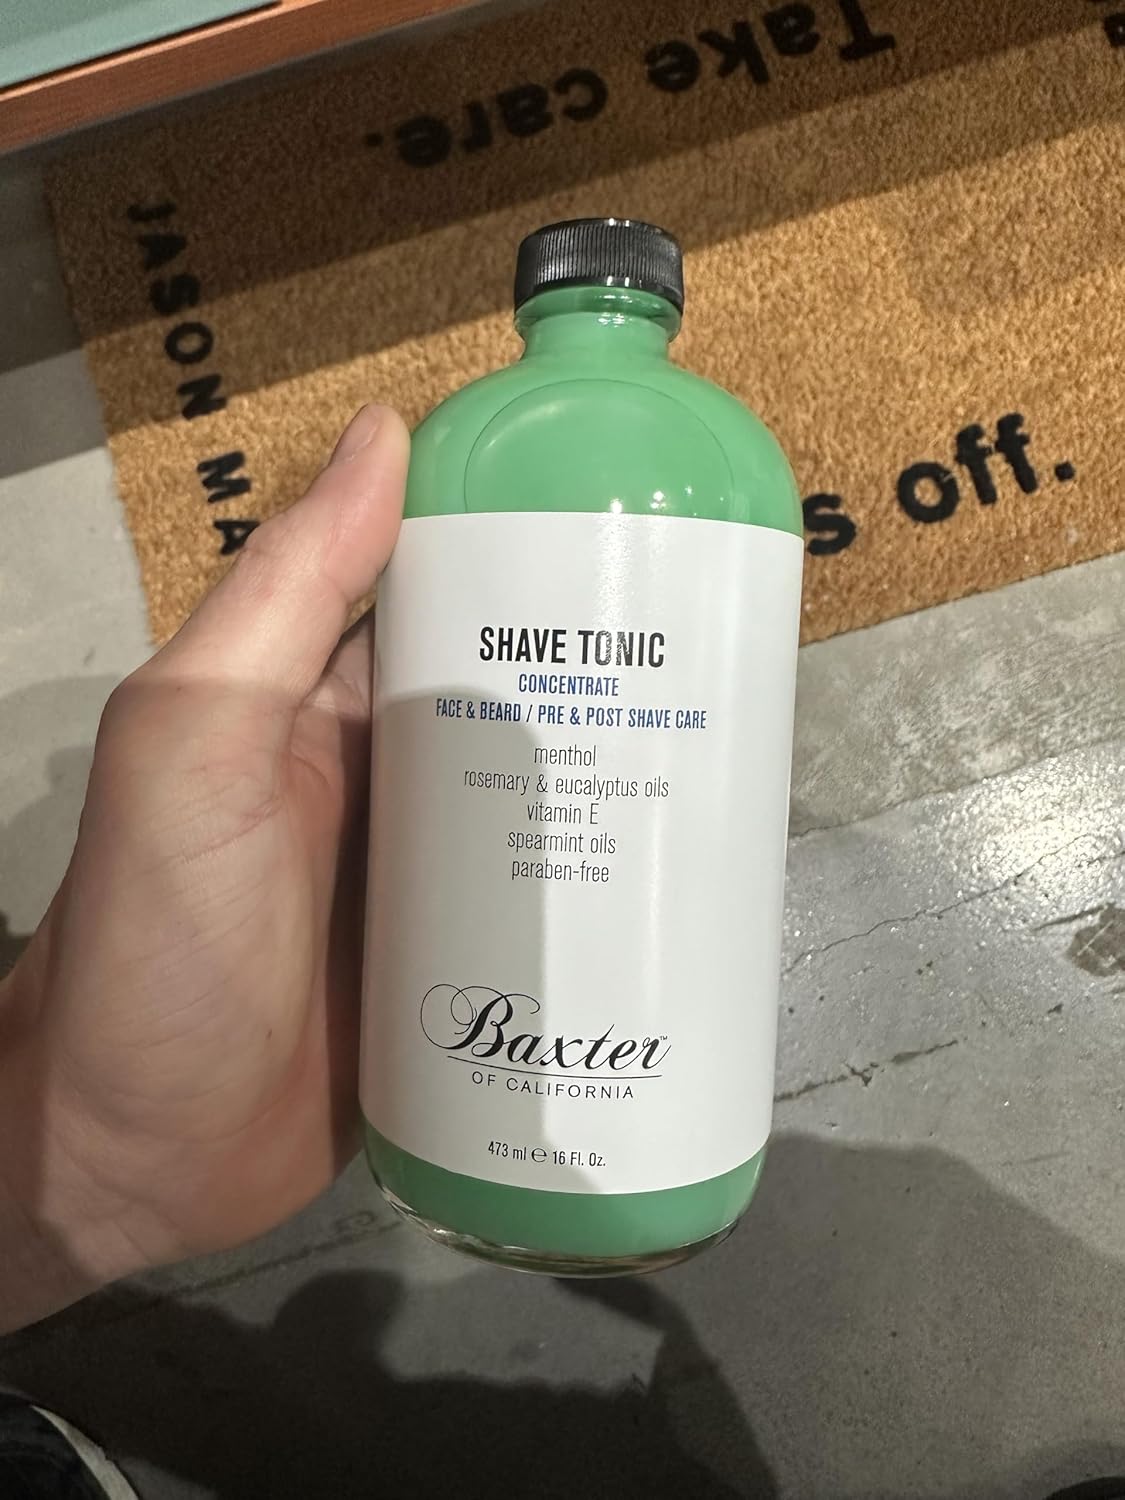 Take care.
JASON MA
s off.
SHAVE TONIC
CONCENTRATE
FACE & BEARD / PRE & POST SHAVE CARE
menthol
rosemary & eucalyptus oils
vitamin E
spearmint oils
paraben-free
Baxter™
OF CALIFORNIA
473 ml ℮ 16 Fl. Oz.